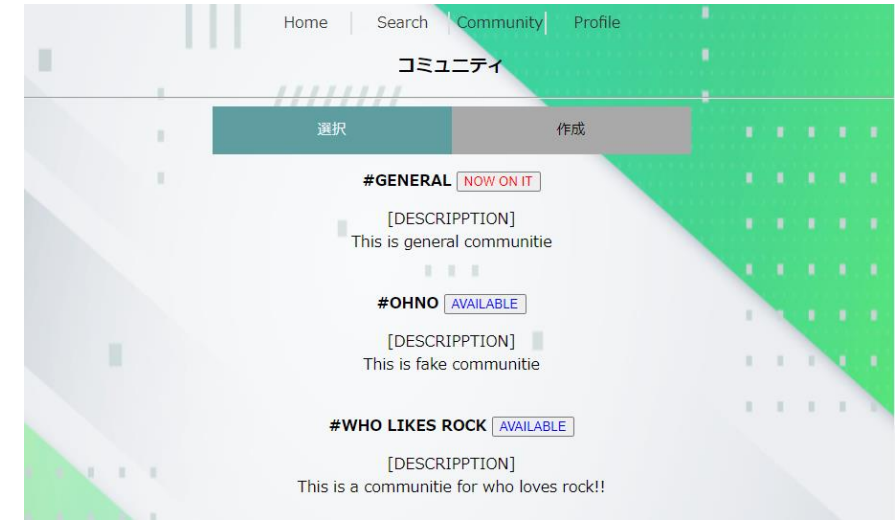 Home Search Community Profile
コミュニティ
選択 作成
#GENERAL NOW ON IT
[DESCRIPPTION]
This is general communitie
#OHNO AVAILABLE
[DESCRIPPTION]
This is fake communitie
#WHO LIKES ROCK AVAILABLE
[DESCRIPPTION]
This is a communitie for who loves rock!!